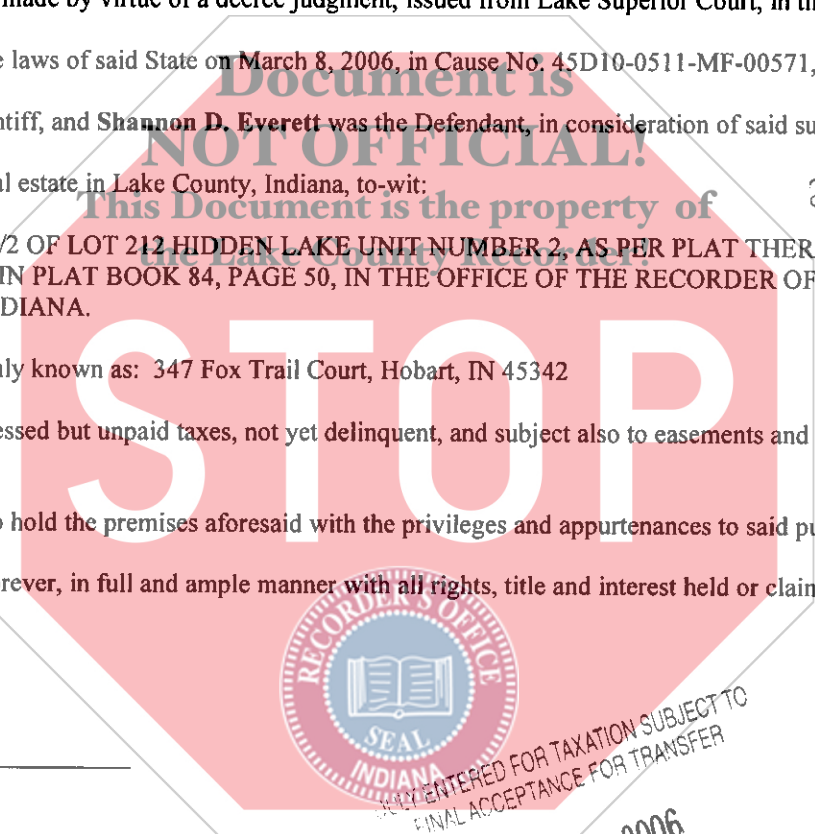 made by virtue of a decree judgment, issued from Lake Superior Court, in th
e laws of said State on March 8, 2006, in Cause No. 45D10-0511-MF-00571,
Document is
ntiff, and Shannon D. Everett was the Defendant, in consideration of said su
NOT OFFICIAL!
al estate in Lake County, Indiana, to-wit:
This Document is the property of
/2 OF LOT 212 HIDDEN LAKE UNIT NUMBER 2, AS PER PLAT THER
the Lake County Recorder!
IN PLAT BOOK 84, PAGE 50, IN THE OFFICE OF THE RECORDER OF
DIANA.
nly known as: 347 Fox Trail Court, Hobart, IN 45342
STOP
essed but unpaid taxes, not yet delinquent, and subject also to easements and
o hold the premises aforesaid with the privileges and appurtenances to said pu
rever, in full and ample manner with all rights, title and interest held or claim
RECORDER'S OFFICE
SEAL
INDIANA
ENTERED FOR TAXATION SUBJECT TO
FINAL ACCEPTANCE FOR TRANSFER
2006